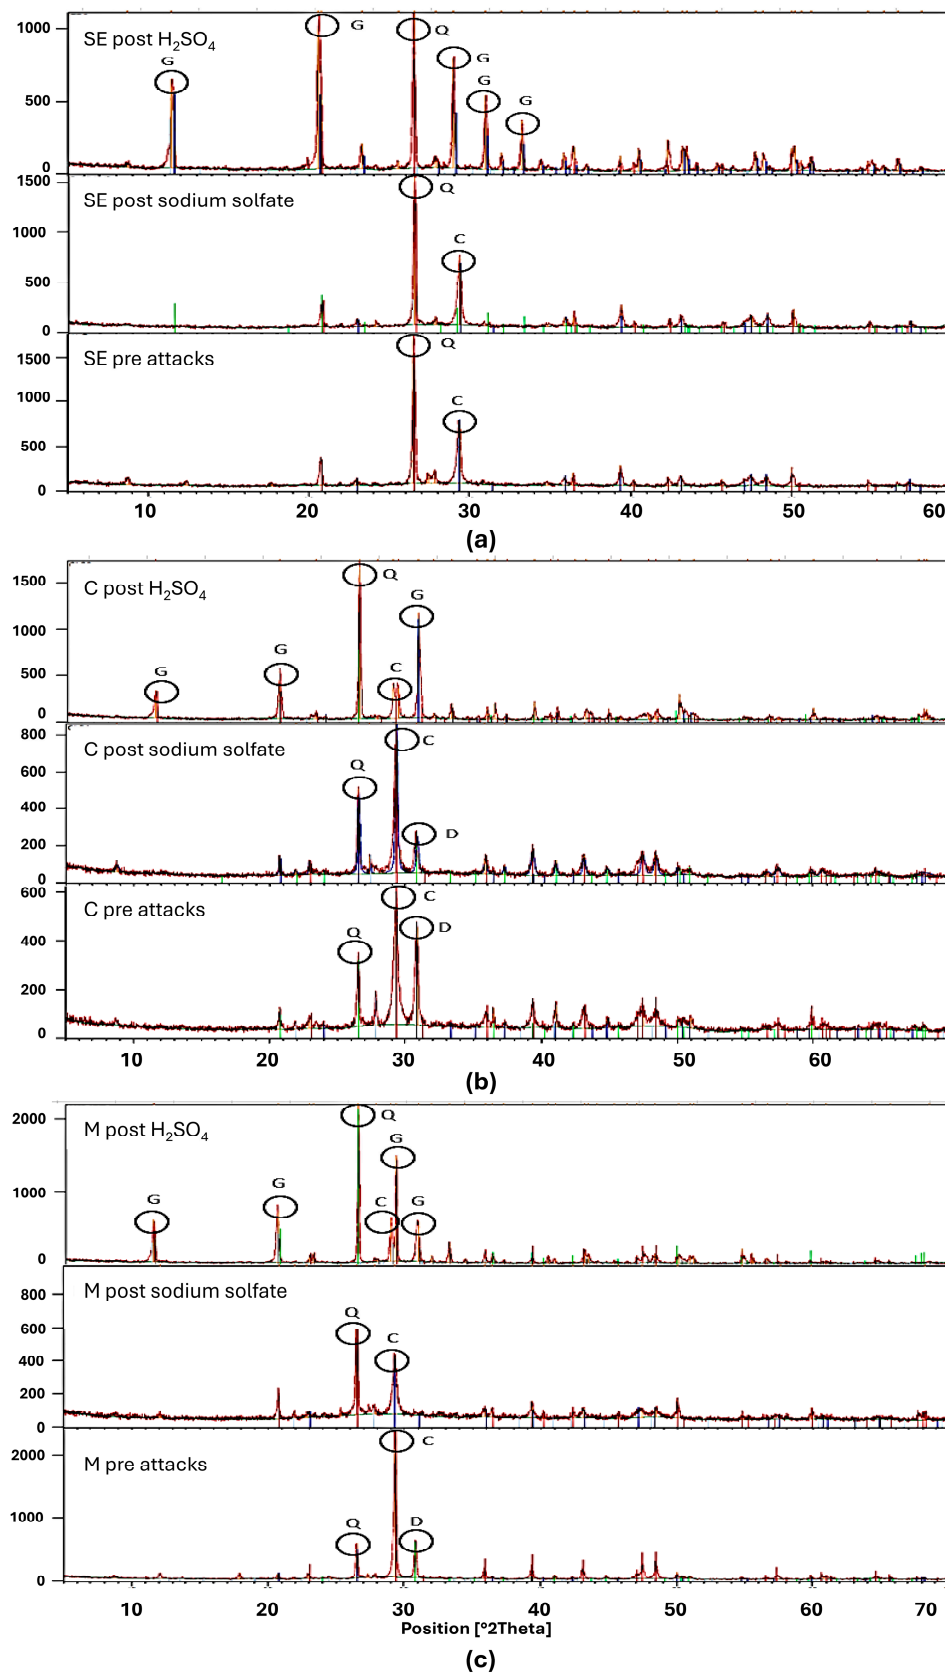 SE post H₂SO₄
G
G
Q
G
G
G
1000
500
0
SE post sodium solfate
Q
C
1500
1000
500
0
SE pre attacks
Q
C
1500
1000
500
0
10 20 30 40 50 60
(a)
C post H₂SO₄
Q
G
G
G
C
1500
1000
500
0
C post sodium solfate
C
Q
D
800
600
400
200
0
C pre attacks
C
D
Q
600
400
200
0
10 20 30 40 50 60
(b)
M post H₂SO₄
Q
G
G
G
C
G
2000
1000
0
M post sodium solfate
Q
C
800
600
400
200
0
M pre attacks
C
Q
D
2000
1000
0
10 20 30 40 50 60 70
Position [°2Theta]
(c)